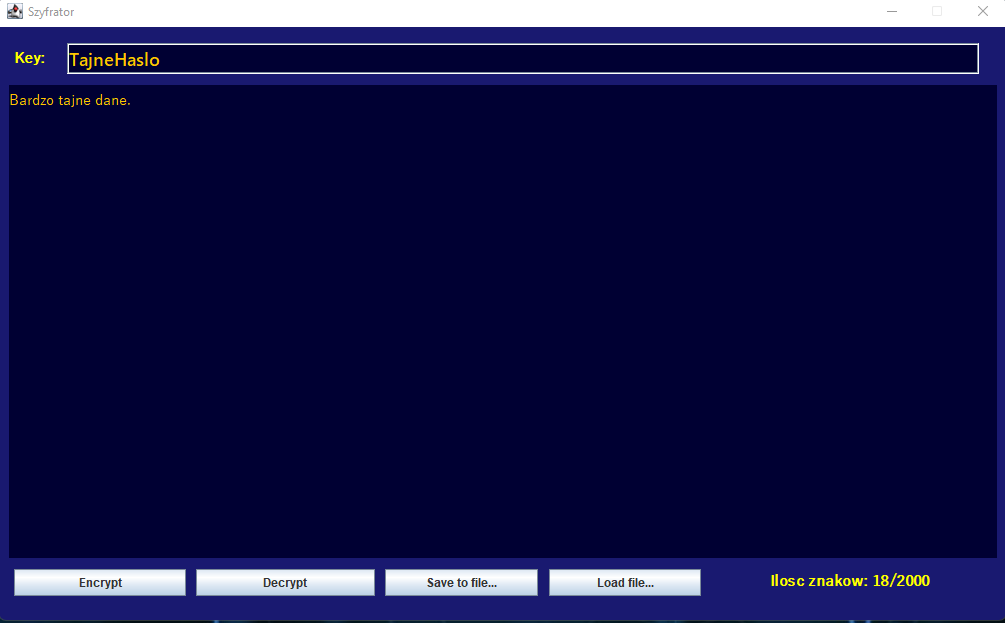 Szyfrator
Key: TajneHaslo
Bardzo tajne dane.
Encrypt Decrypt Save to file... Load file... Ilosc znakow: 18/2000